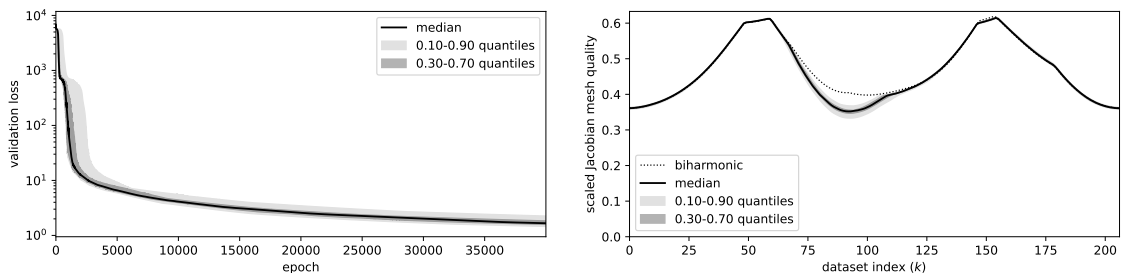 10⁴
10³
10²
10¹
10⁰
validation loss
0
5000
10000
15000
20000
25000
30000
35000
epoch
median
0.10-0.90 quantiles
0.30-0.70 quantiles
0.6
0.5
0.4
0.3
0.2
0.1
0.0
scaled Jacobian mesh quality
0
25
50
75
100
125
150
175
200
dataset index (k)
biharmonic
median
0.10-0.90 quantiles
0.30-0.70 quantiles